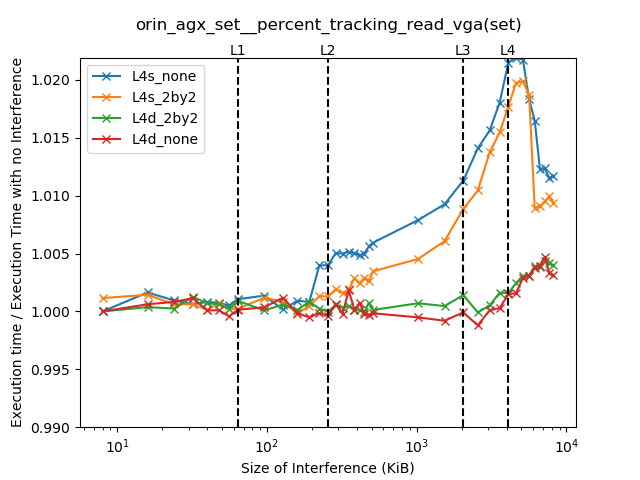 orin_agx_set__percent_tracking_read_vga(set)
L1 L2 L3 L4
L4s_none
L4s_2by2
L4d_2by2
L4d_none
Execution time / Execution Time with no Interference
1.020
1.015
1.010
1.005
1.000
0.995
0.990
10¹ 10² 10³ 10⁴
Size of Interference (KiB)